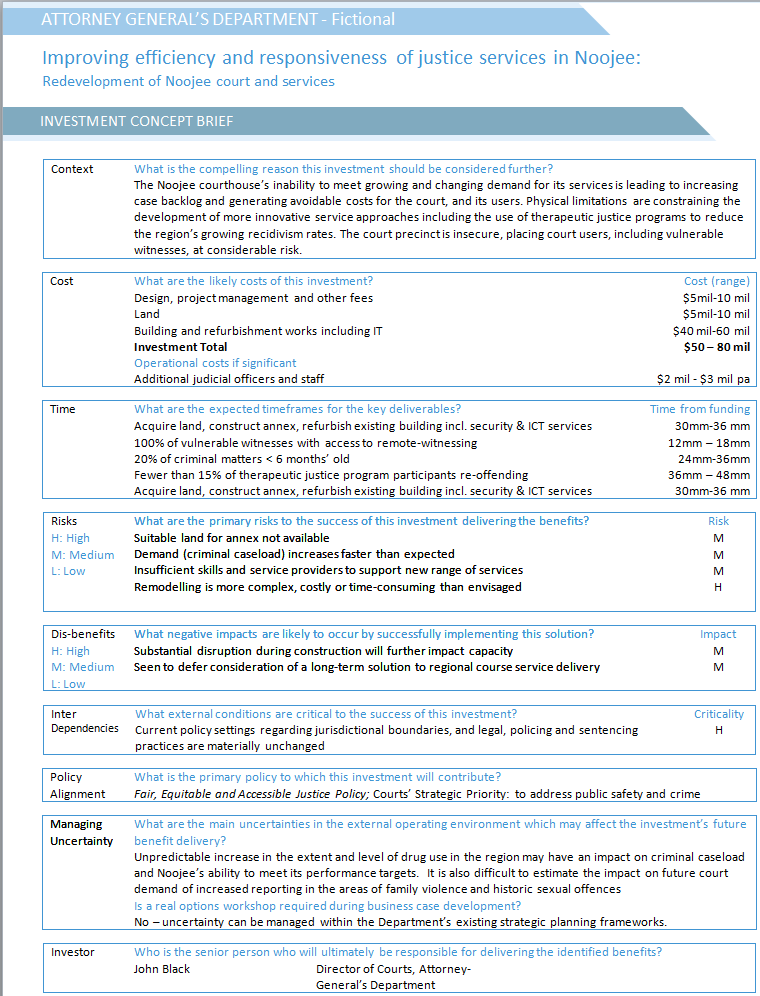 ATTORNEY GENERAL'S DEPARTMENT - Fictional
Improving efficiency and responsiveness of justice services in Noojee:
Redevelopment of Noojee court and services
INVESTMENT CONCEPT BRIEF
Context What is the compelling reason this investment should be considered further?
The Noojee courthouse's inability to meet growing and changing demand for its services is leading to increasing
case backlog and generating avoidable costs for the court, and its users. Physical limitations are constraining the
development of more innovative service approaches including the use of therapeutic justice programs to reduce
the region's growing recidivism rates. The court precinct is insecure, placing court users, including vulnerable
witnesses, at considerable risk.
Cost What are the likely costs of this investment? Cost (range)
Design, project management and other fees $5mil-10 mil
Land $5mil-10 mil
Building and refurbishment works including IT $40 mil-60 mil
Investment Total $50 – 80 mil
Operational costs if significant
Additional judicial officers and staff $2 mil - $3 mil pa
Time What are the expected timeframes for the key deliverables? Time from funding
Acquire land, construct annex, refurbish existing building incl. security & ICT services 30mm-36 mm
100% of vulnerable witnesses with access to remote-witnessing 12mm – 18mm
20% of criminal matters < 6 months' old 24mm-36mm
Fewer than 15% of therapeutic justice program participants re-offending 36mm – 48mm
Acquire land, construct annex, refurbish existing building incl. security & ICT services 30mm-36 mm
Risks What are the primary risks to the success of this investment delivering the benefits? Risk
H: High Suitable land for annex not available M
M: Medium Demand (criminal caseload) increases faster than expected M
L: Low Insufficient skills and service providers to support new range of services M
Remodelling is more complex, costly or time-consuming than envisaged H
Dis-benefits What negative impacts are likely to occur by successfully implementing this solution? Impact
H: High Substantial disruption during construction will further impact capacity M
M: Medium Seen to defer consideration of a long-term solution to regional course service delivery M
L: Low
Inter What external conditions are critical to the success of this investment? Criticality
Dependencies Current policy settings regarding jurisdictional boundaries, and legal, policing and sentencing H
practices are materially unchanged
Policy What is the primary policy to which this investment will contribute?
Alignment Fair, Equitable and Accessible Justice Policy; Courts' Strategic Priority: to address public safety and crime
Managing What are the main uncertainties in the external operating environment which may affect the investment's future
Uncertainty benefit delivery?
Unpredictable increase in the extent and level of drug use in the region may have an impact on criminal caseload
and Noojee's ability to meet its performance targets. It is also difficult to estimate the impact on future court
demand of increased reporting in the areas of family violence and historic sexual offences
Is a real options workshop required during business case development?
No – uncertainty can be managed within the Department's existing strategic planning frameworks.
Investor Who is the senior person who will ultimately be responsible for delivering the identified benefits?
John Black Director of Courts, Attorney-
General's Department